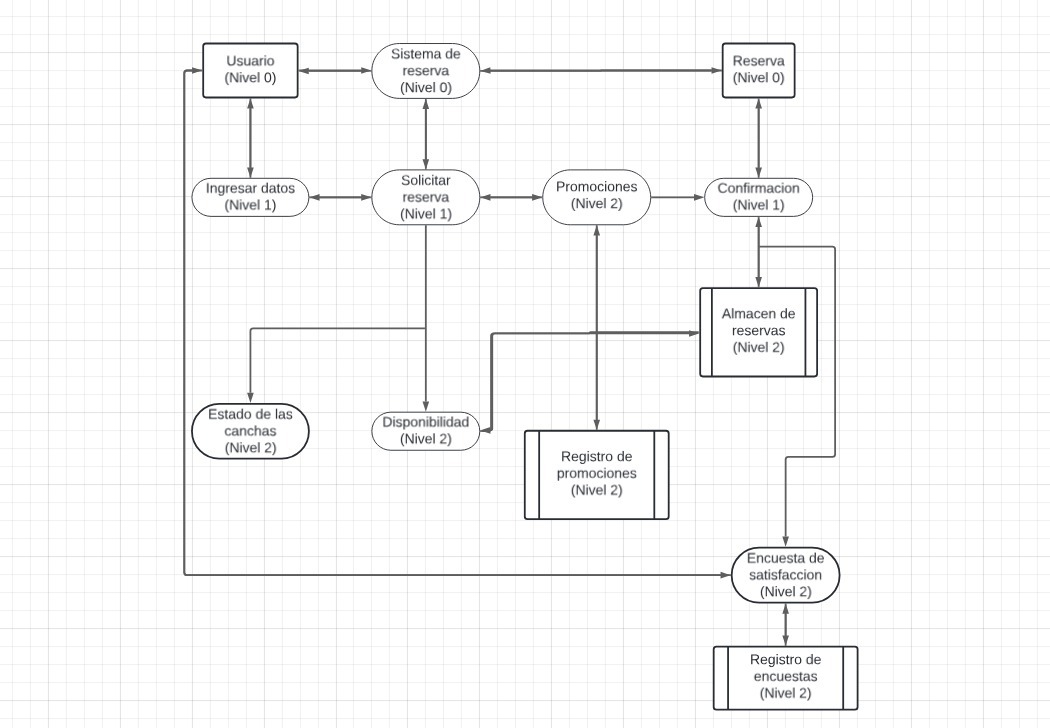 Usuario
(Nivel 0)
Sistema de
reserva
(Nivel 0)
Reserva
(Nivel 0)
Ingresar datos
(Nivel 1)
Solicitar
reserva
(Nivel 1)
Promociones
(Nivel 2)
Confirmacion
(Nivel 1)
Almacen de
reservas
(Nivel 2)
Estado de las
canchas
(Nivel 2)
Disponibilidad
(Nivel 2)
Registro de
promociones
(Nivel 2)
Encuesta de
satisfaccion
(Nivel 2)
Registro de
encuestas
(Nivel 2)